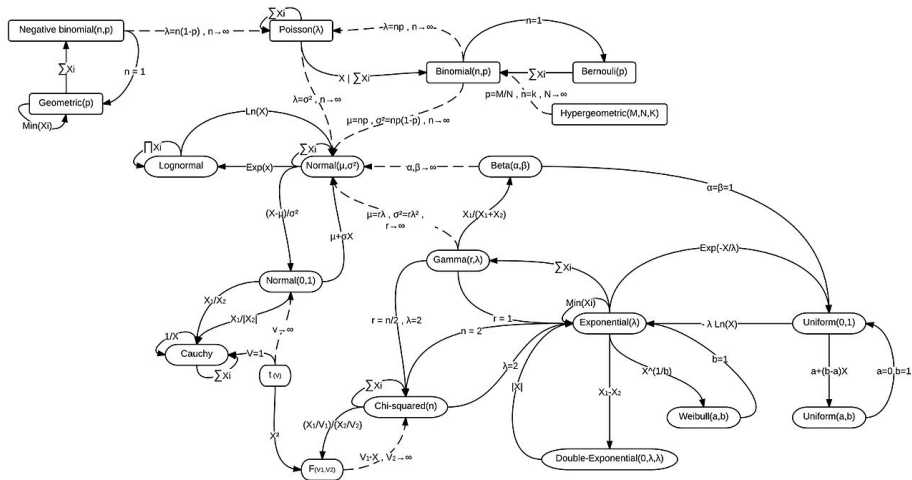 ∑Xi
Negative binomial(n,p)
λ=n(1-p) , n→∞
Poisson(λ)
λ=np , n→∞
n=1
∑Xi
n = 1
X | ∑Xi
Binomial(n,p)
∑Xi
Bernouli(p)
Geometric(p)
λ=σ² , n→∞
p=M/N , n=k , N→∞
Min(Xi)
Ln(X)
μ=np , σ²=np(1-p) , n→∞
Hypergeometric(M,N,K)
∏Xi
∑Xi
Lognormal
Exp(x)
Normal(μ,σ²)
α,β→∞
Beta(α,β)
α=β=1
(X-μ)/σ²
μ=rλ , σ²=rλ² ,
r→∞
X₁/(X₁+X₂)
μ+σX
Exp(-X/λ)
Gamma(r,λ)
∑Xi
Normal(0,1)
X₁/X₂
X₁/|X₂|
Min(Xi)
r = n/2 , λ=2
r = 1
v→∞
n = 2
Exponential(λ)
- λ Ln(X)
Uniform(0,1)
1/X
Cauchy
V=1
b=1
∑Xi
t(V)
λ=2
X^(1/b)
a+(b-a)X
a=0,b=1
∑Xi
|X|
X₁-X₂
Chi-squared(n)
Weibull(a,b)
Uniform(a,b)
(X₁/V₁)/(X₂/V₂)
X²
V₁·X , V₂→∞
F(V1,V2)
Double-Exponential(0,λ,λ)